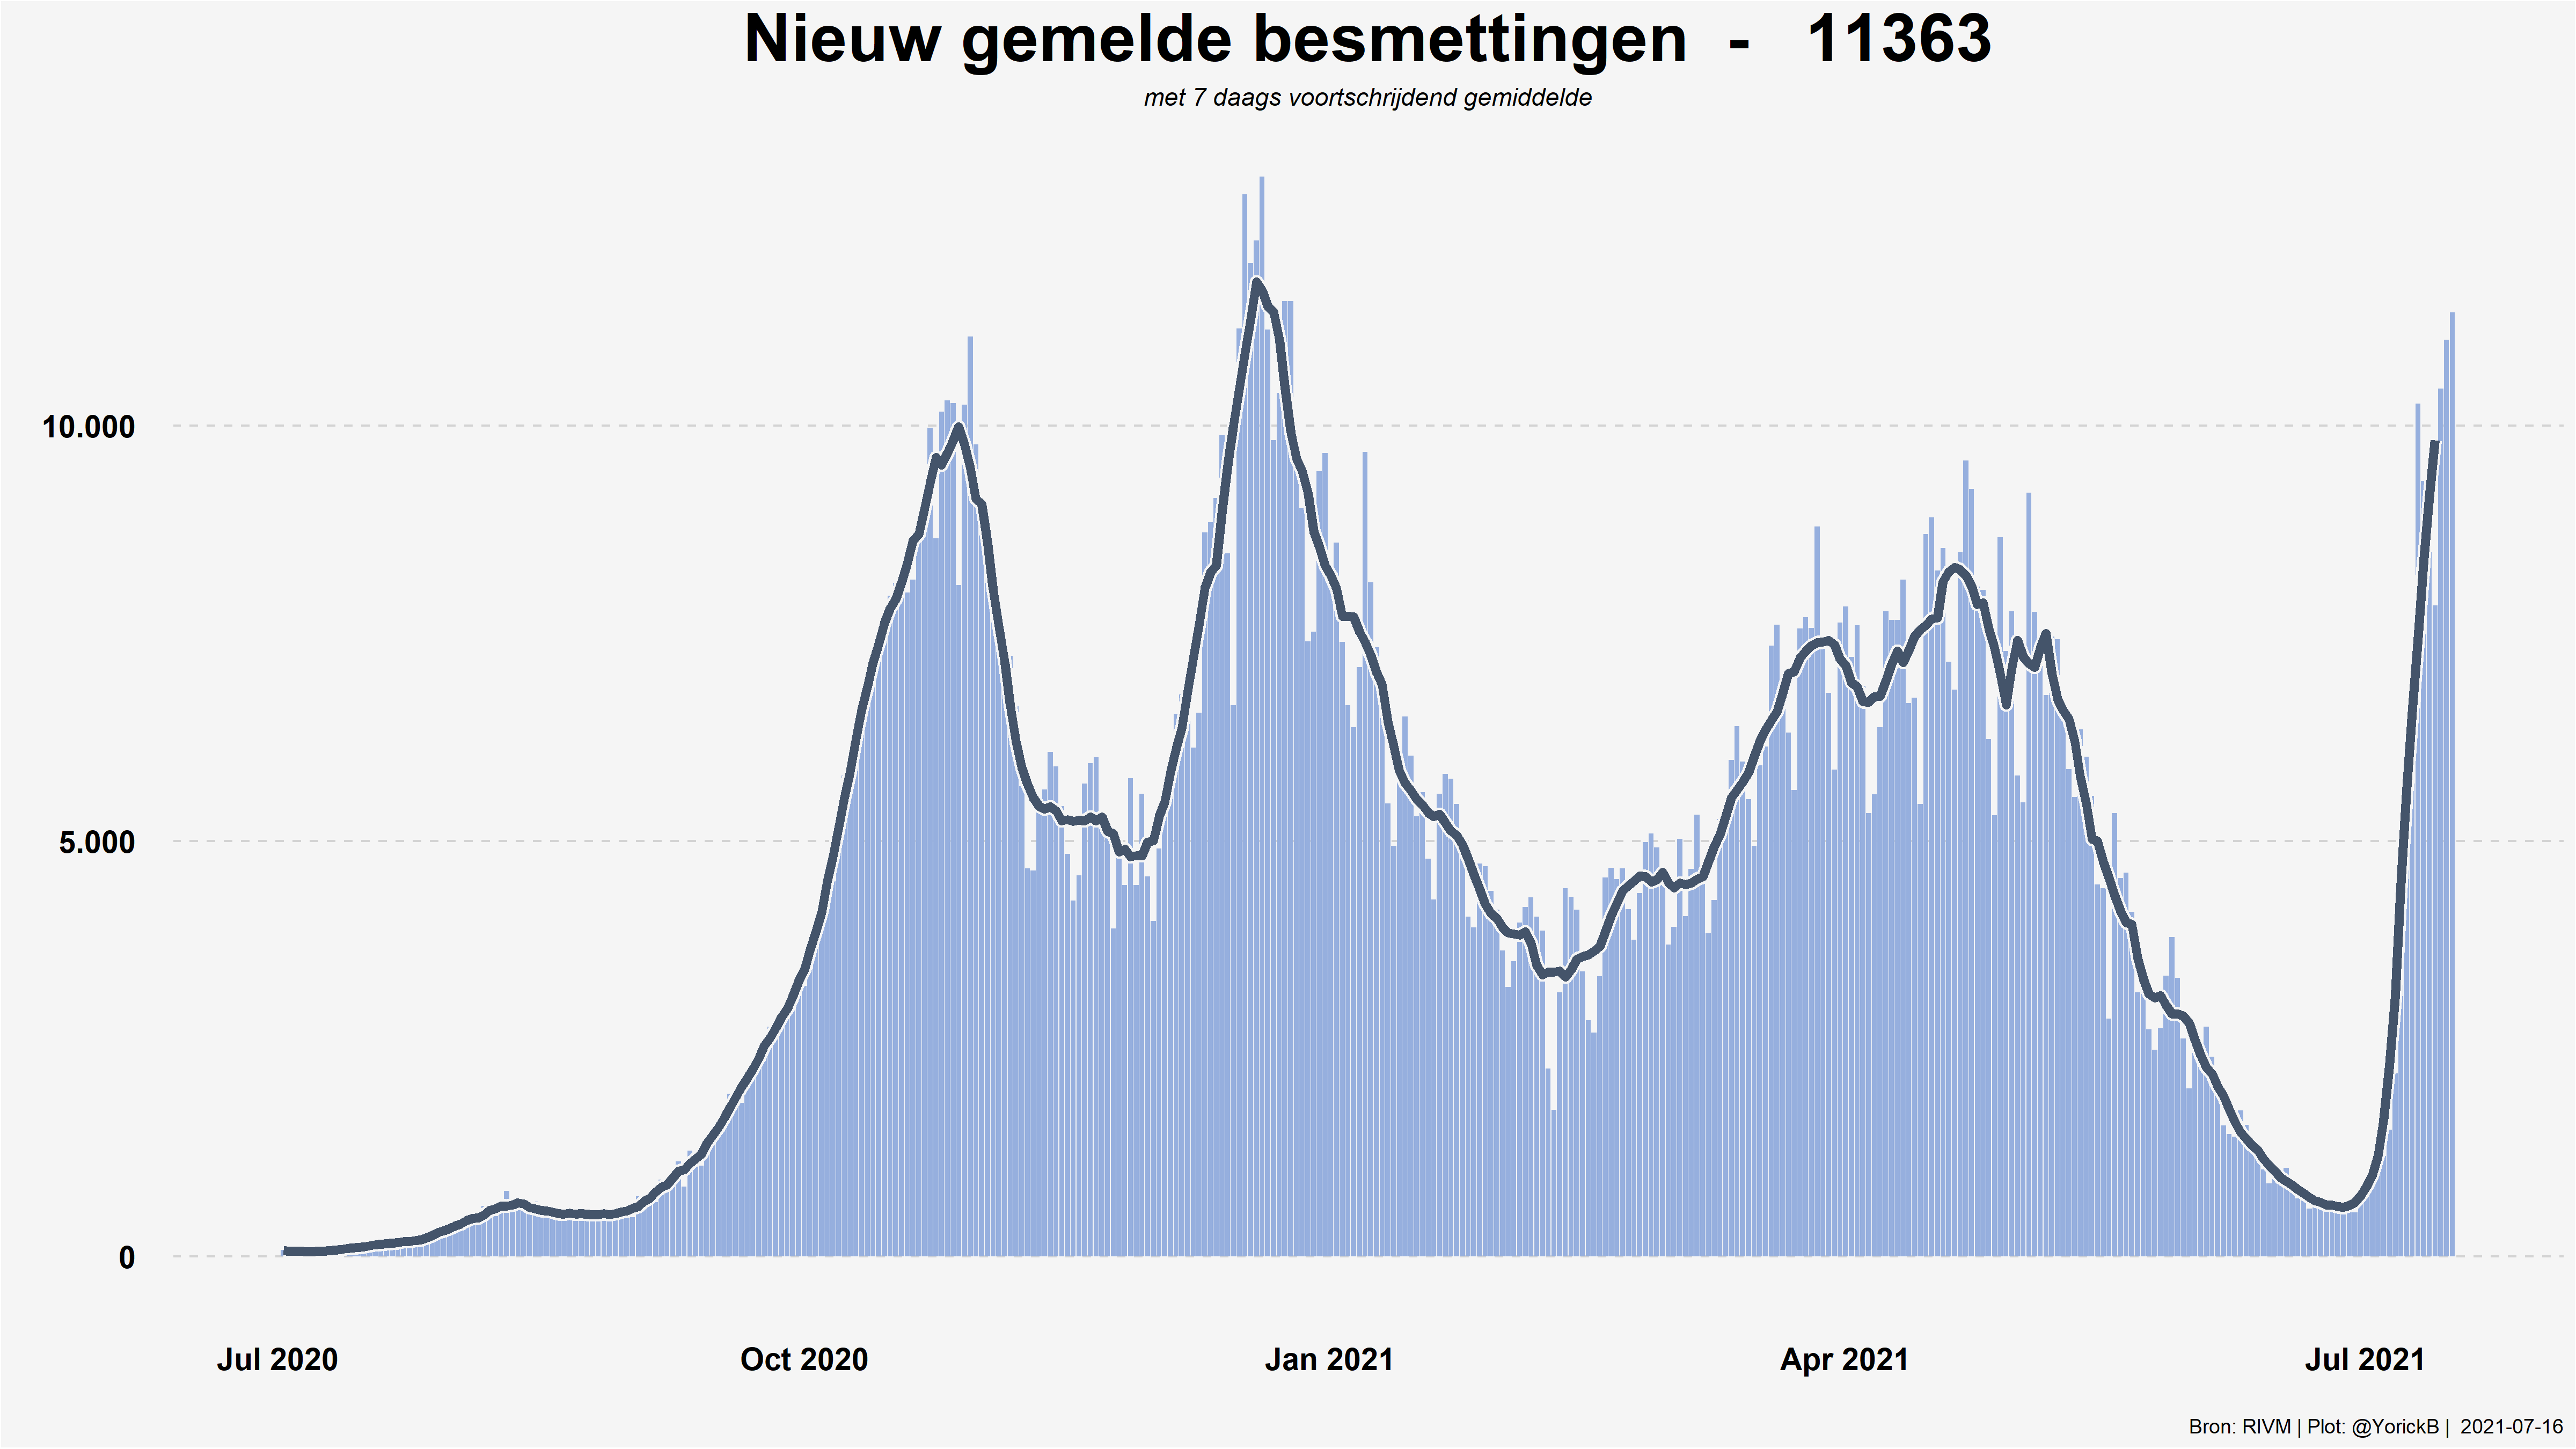 Nieuw gemelde besmettingen - 11363
met 7 daags voortschrijdend gemiddelde
10.000
5.000
0
Jul 2020 Oct 2020 Jan 2021 Apr 2021 Jul 2021
Bron: RIVM | Plot: @YorickB | 2021-07-16